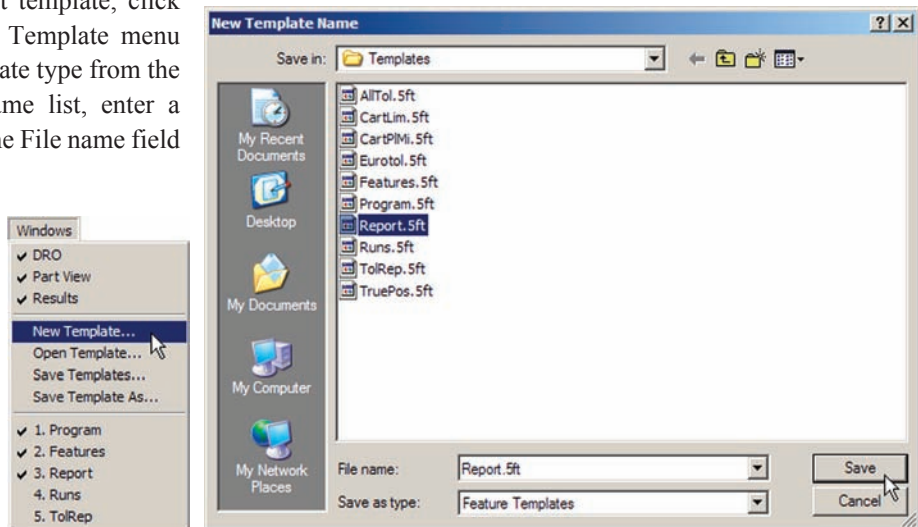 t template, click
Template menu
ate type from the
me list, enter a
e File name field
Windows
DRO
Part View
Results
New Template...
Open Template...
Save Templates...
Save Template As...
1. Program
2. Features
3. Report
4. Runs
5. TolRep
New Template Name
Save in:
Templates
My Recent
Documents
Desktop
My Documents
My Computer
My Network
Places
AllTol.5ft
CartLim.5ft
CartPlMi.5ft
Eurotol.5ft
Features.5ft
Program.5ft
Report.5ft
Runs.5ft
TolRep.5ft
TruePos.5ft
File name:
Report.5ft
Save
Save as type:
Feature Templates
Cancel